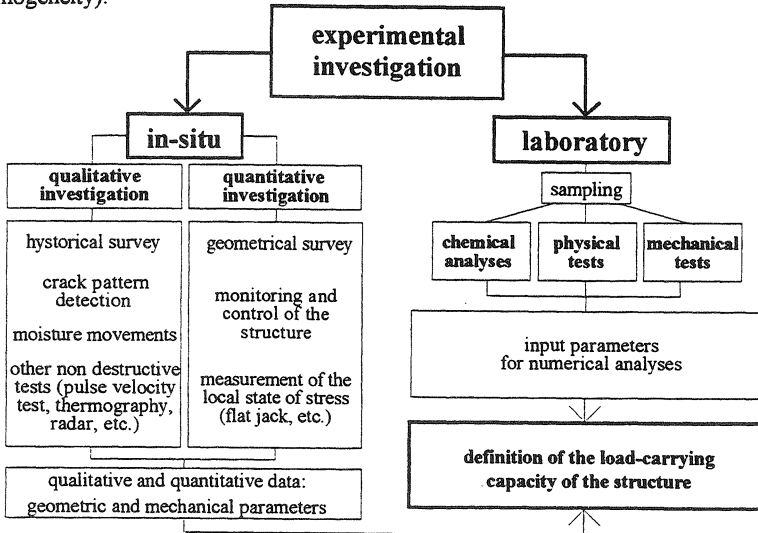 nogeneity).
experimental
investigation
in-situ
laboratory
qualitative
investigation
quantitative
investigation
sampling
hystorical survey
crack pattern
detection
moisture movements
other non destructive
tests (pulse velocity
test, thermography,
radar, etc.)
geometrical survey
monitoring and
control of the
structure
measurement of the
local state of stress
(flat jack, etc.)
chemical
analyses
physical
tests
mechanical
tests
input parameters
for numerical analyses
qualitative and quantitative data:
geometric and mechanical parameters
definition of the load-carrying
capacity of the structure